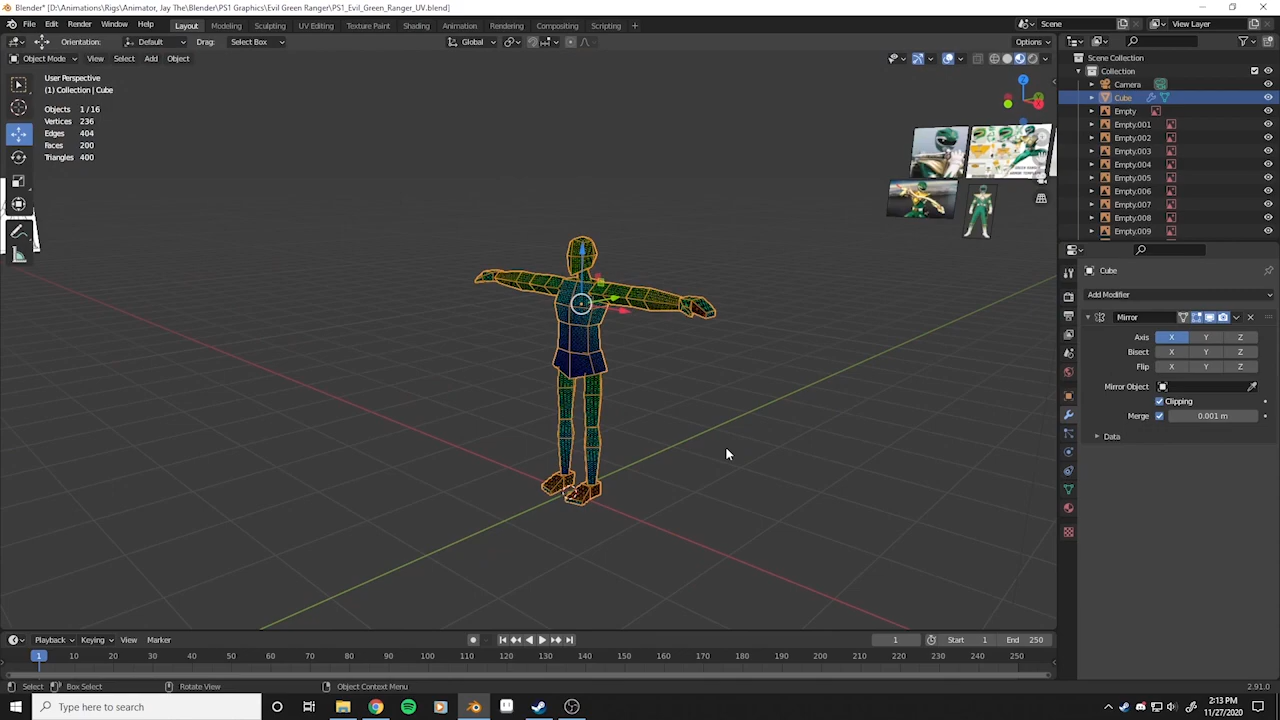 Blender* [D:\Animations\Rigs\Animator, Jay The\Blender\PS1 Graphics\Evil Green Ranger\PS1_Evil_Green_Ranger_UV.blend]
File Edit Render Window Help Layout Modeling Sculpting UV Editing Texture Paint Shading Animation Rendering Compositing Scripting + Scene View Layer
Orientation: Default Drag: Select Box Global Options
Object Mode View Select Add Object
User Perspective
(1) Collection | Cube
Objects 1/16
Vertices 236
Edges 404
Faces 200
Triangles 400
Z
Scene Collection
Collection
Camera
Cube
Empty
Empty.001
Empty.002
Empty.003
Empty.004
Empty.005
Empty.006
Empty.007
Empty.008
Empty.009
Cube
Add Modifier
Mirror
Axis X Y Z
Bisect X Y Z
Flip X Y Z
Mirror Object
Clipping
Merge 0.001 m
Data
Playback Keying View Marker 1 Start 1 End 250
1 10 20 30 40 50 60 70 80 90 100 110 120 130 140 150 160 170 180 190 200 210 220 230 240 250
Select Box Select Rotate View Object Context Menu 2.91.0
Type here to search
2:13 PM
11/27/2020